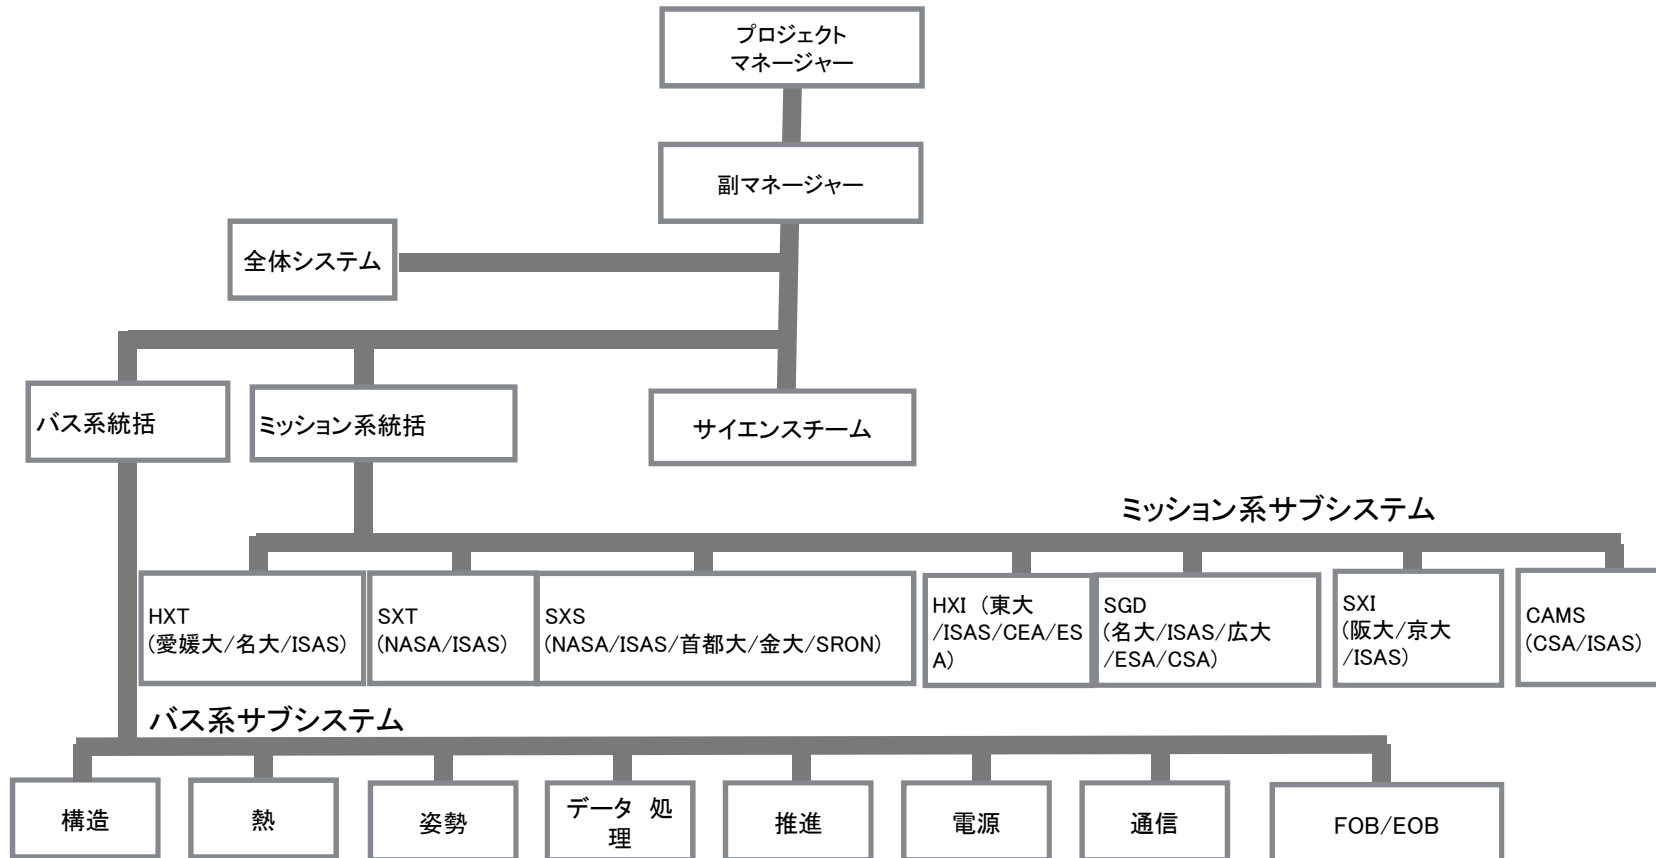 プロジェクト
マネージャー
副マネージャー
全体システム
バス系統括
ミッション系統括
サイエンスチーム
ミッション系サブシステム
HXT
(愛媛大/名大/ISAS)
SXT
(NASA/ISAS)
SXS
(NASA/ISAS/首都大/金大/SRON)
HXI (東大
/ISAS/CEA/ES
A)
SGD
(名大/ISAS/広大
/ESA/CSA)
SXI
(阪大/京大
/ISAS)
CAMS
(CSA/ISAS)
バス系サブシステム
構造
熱
姿勢
データ 処
理
推進
電源
通信
FOB/EOB